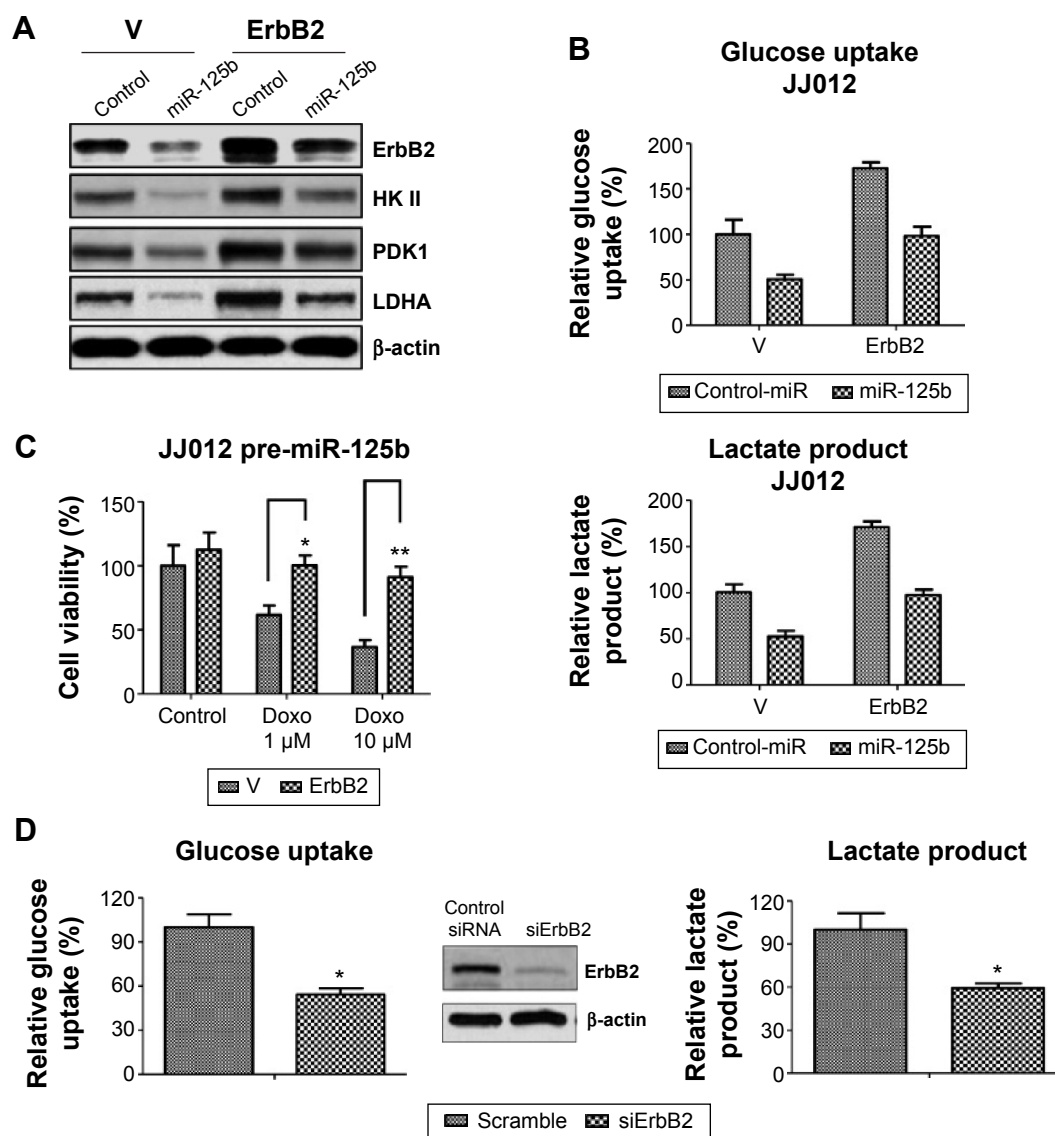 A
V ErbB2
Control miR-125b Control miR-125b
ErbB2
HK II
PDK1
LDHA
β-actin
B
Glucose uptake
JJ012
Relative glucose
uptake (%)
200
150
100
50
0
V ErbB2
Control-miR miR-125b
C
JJ012 pre-miR-125b
Cell viability (%)
150
100
50
0
* **
Control Doxo Doxo
1 µM 10 µM
V ErbB2
Lactate product
JJ012
Relative lactate
product (%)
200
150
100
50
0
V ErbB2
Control-miR miR-125b
D
Glucose uptake
Relative glucose
uptake (%)
120
90
60
30
0
*
Control
siRNA siErbB2
ErbB2
β-actin
Lactate product
Relative lactate
product (%)
120
90
60
30
0
*
Scramble siErbB2